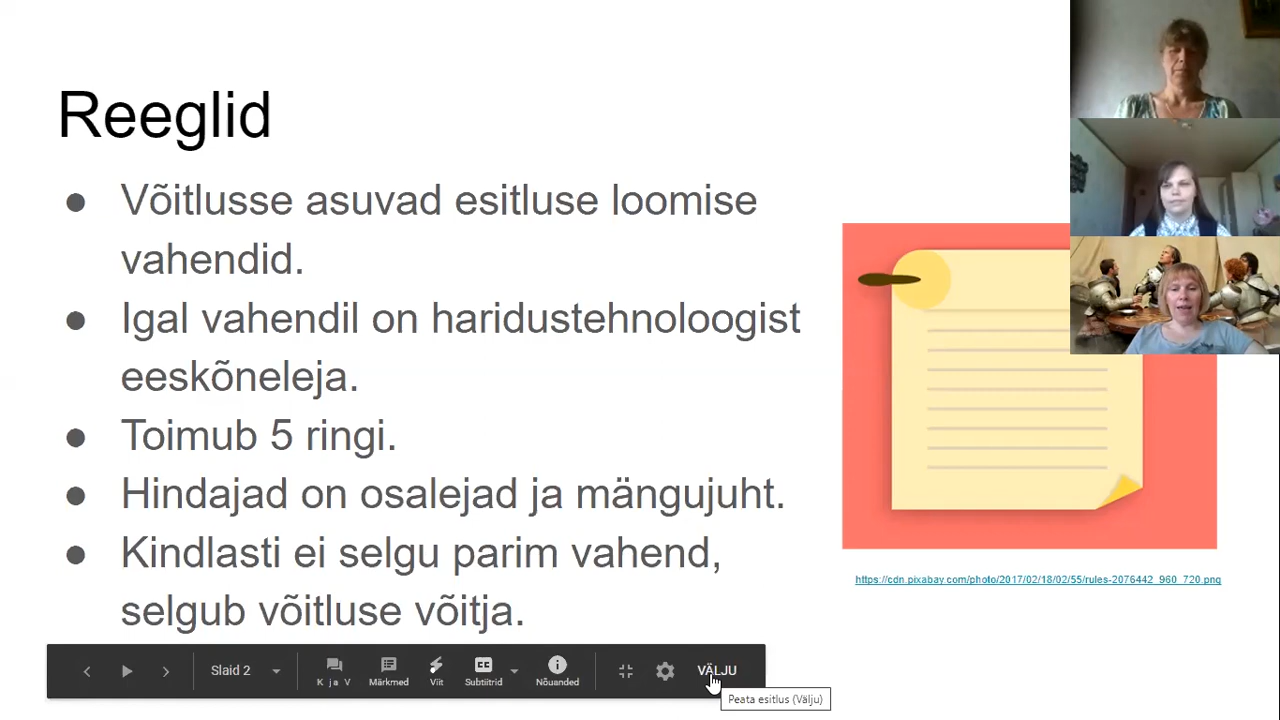 Reeglid
● Võitlusse asuvad esitluse loomise
vahendid.
● Igal vahendil on haridustehnoloogist
eeskõneleja.
● Toimub 5 ringi.
● Hindajad on osalejad ja mängujuht.
● Kindlasti ei selgu parim vahend,
selgub võitluse võitja.
https://cdn.pixabay.com/photo/2017/02/18/02/55/rules-2076442_960_720.png
Slaid 2
K ja V
Märkmed
Viit
CC
Subtiitrid
Nõuanded
VÄLJU
Peata esitlus (Välju)